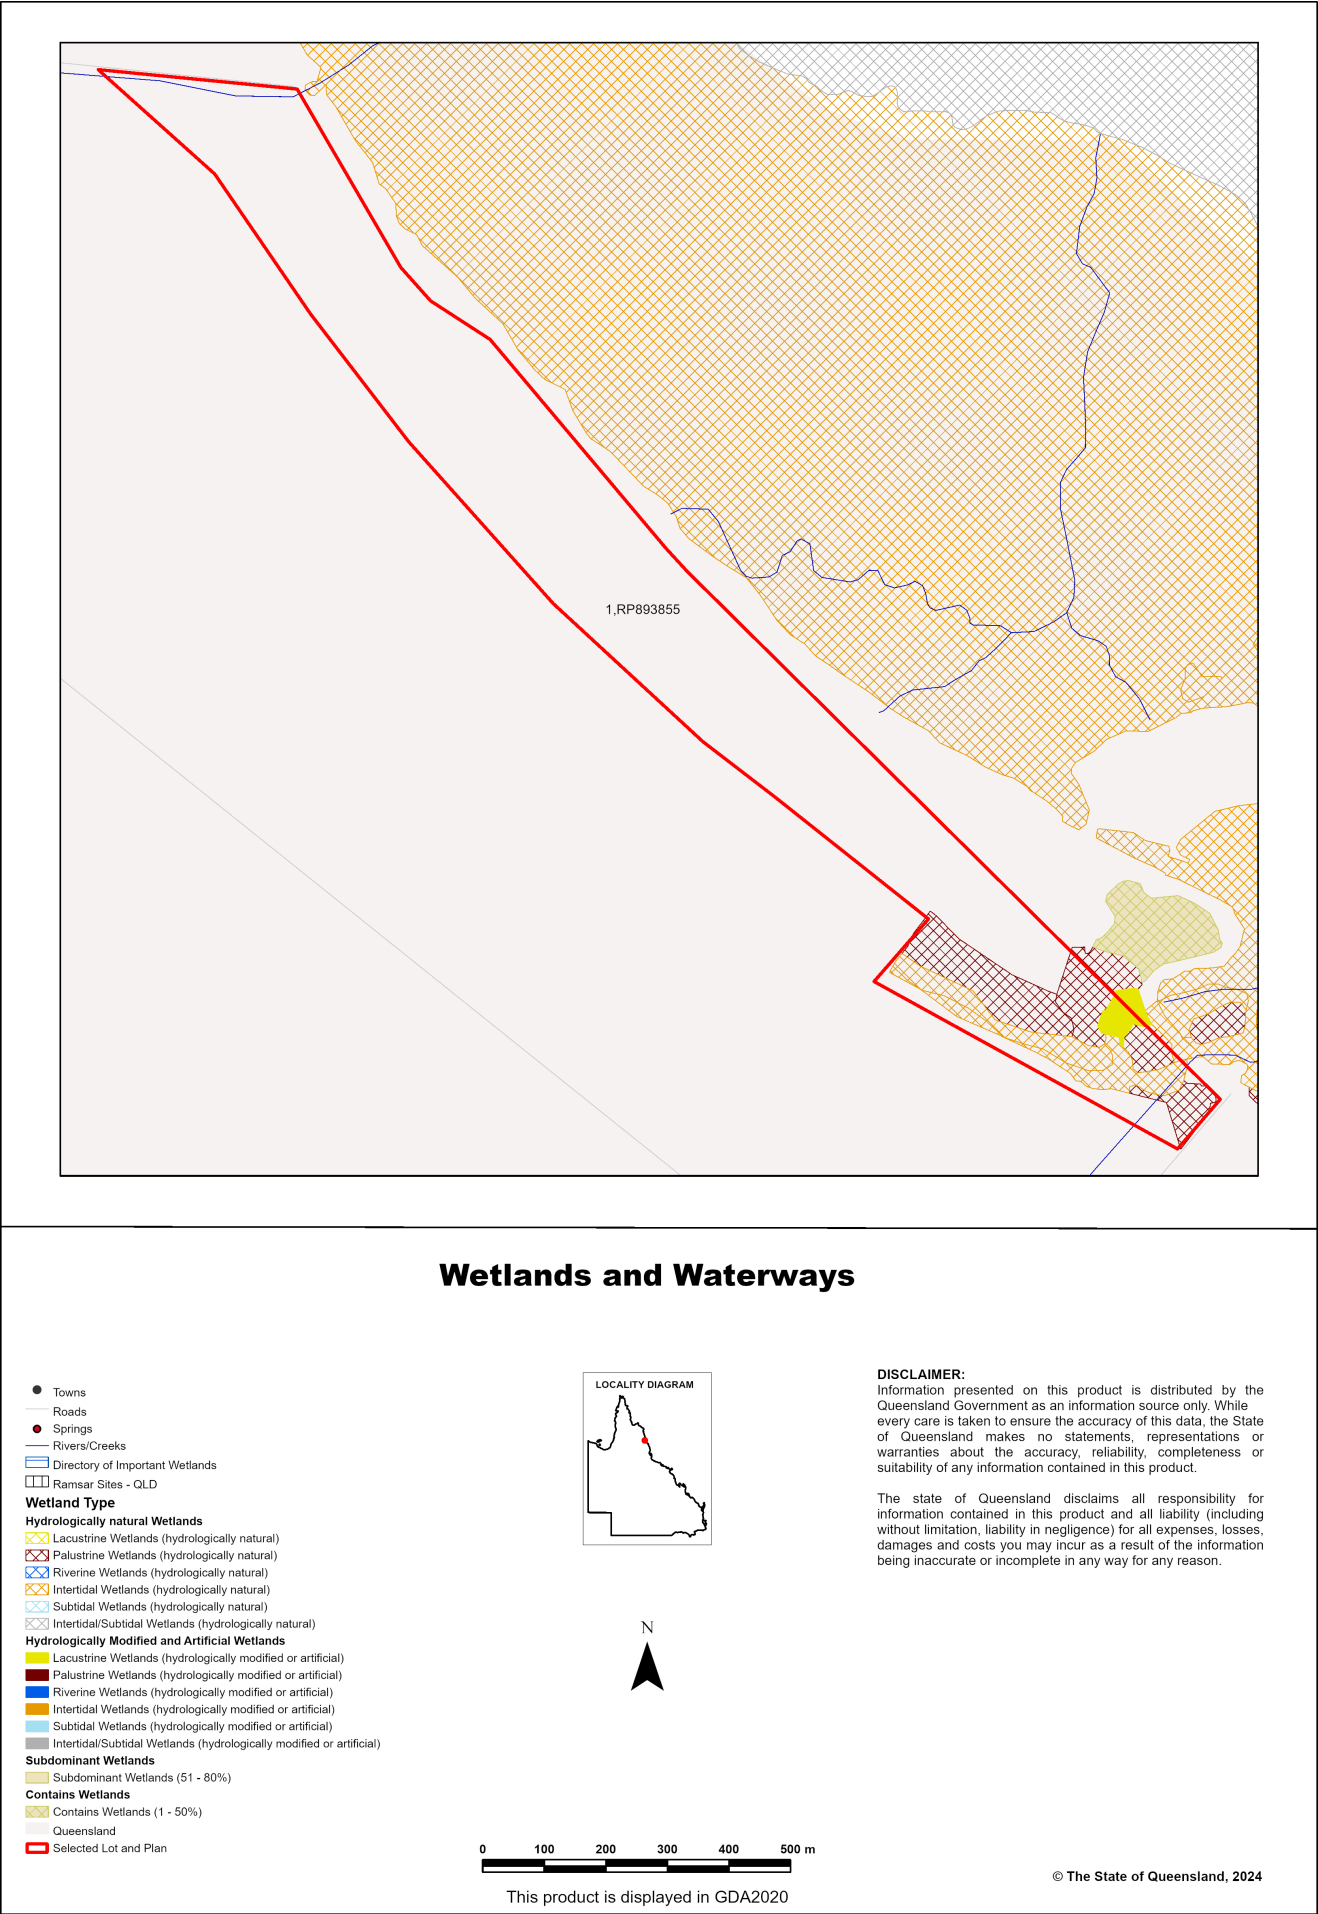 1,RP893855
Wetlands and Waterways
Towns
Roads
Springs
Rivers/Creeks
Directory of Important Wetlands
Ramsar Sites - QLD
Wetland Type
Hydrologically natural Wetlands
Lacustrine Wetlands (hydrologically natural)
Palustrine Wetlands (hydrologically natural)
Riverine Wetlands (hydrologically natural)
Intertidal Wetlands (hydrologically natural)
Subtidal Wetlands (hydrologically natural)
Intertidal/Subtidal Wetlands (hydrologically natural)
Hydrologically Modified and Artificial Wetlands
Lacustrine Wetlands (hydrologically modified or artificial)
Palustrine Wetlands (hydrologically modified or artificial)
Riverine Wetlands (hydrologically modified or artificial)
Intertidal Wetlands (hydrologically modified or artificial)
Subtidal Wetlands (hydrologically modified or artificial)
Intertidal/Subtidal Wetlands (hydrologically modified or artificial)
Subdominant Wetlands
Subdominant Wetlands (51 - 80%)
Contains Wetlands
Contains Wetlands (1 - 50%)
Queensland
Selected Lot and Plan
LOCALITY DIAGRAM
N
0 100 200 300 400 500 m
This product is displayed in GDA2020
DISCLAIMER:
Information presented on this product is distributed by the
Queensland Government as an information source only. While
every care is taken to ensure the accuracy of this data, the State
of Queensland makes no statements, representations or
warranties about the accuracy, reliability, completeness or
suitability of any information contained in this product.
The state of Queensland disclaims all responsibility for
information contained in this product and all liability (including
without limitation, liability in negligence) for all expenses, losses,
damages and costs you may incur as a result of the information
being inaccurate or incomplete in any way for any reason.
© The State of Queensland, 2024